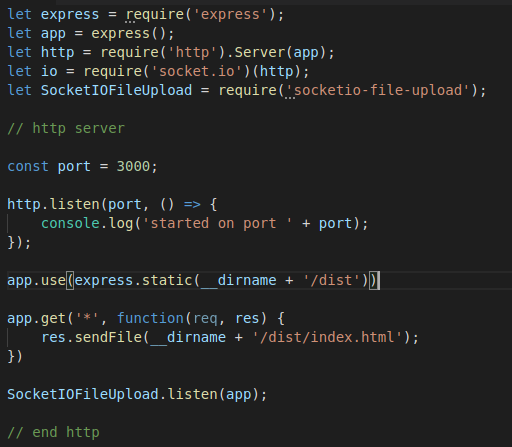 let express = require('express');
let app = express();
let http = require('http').Server(app);
let io = require('socket.io')(http);
let SocketIOFileUpload = require('socketio-file-upload');
// http server
const port = 3000;
http.listen(port, () => {
    console.log('started on port ' + port);
});
app.use(express.static(__dirname + '/dist'))
app.get('*', function(req, res) {
    res.sendFile(__dirname + '/dist/index.html');
})
SocketIOFileUpload.listen(app);
// end http